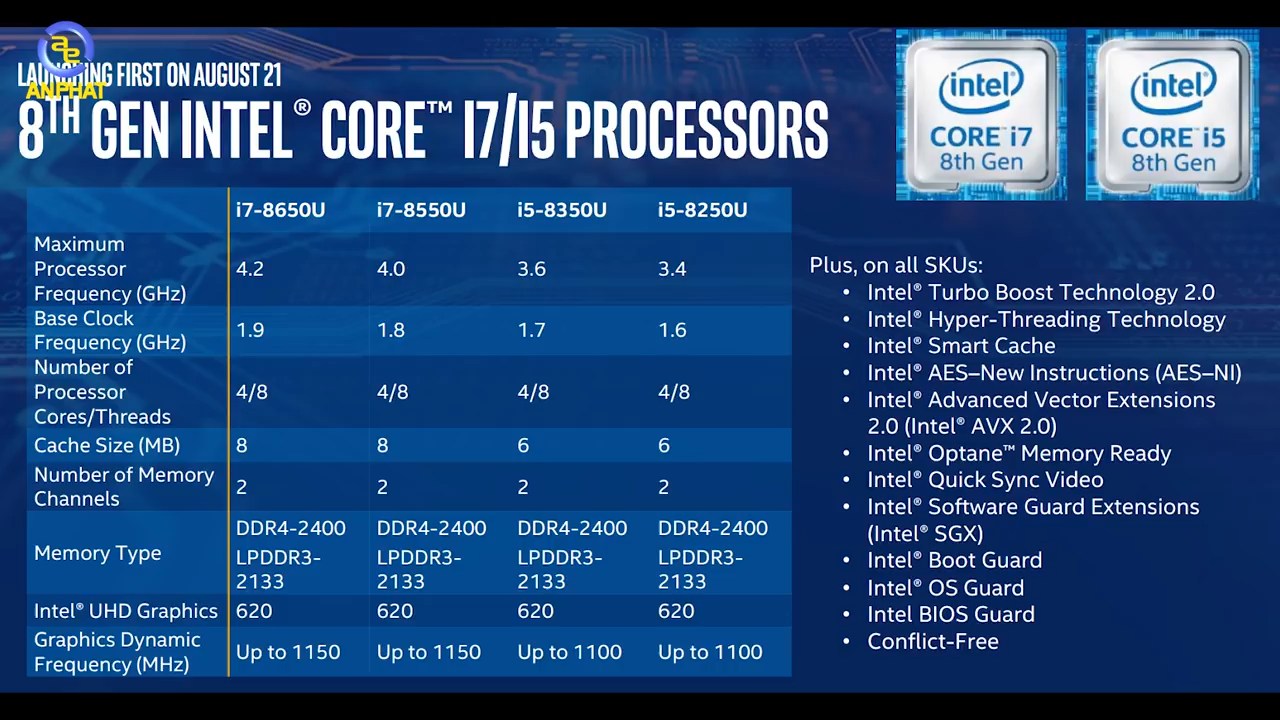 ae
ANPHAT
LAUNCHING FIRST ON AUGUST 21
8TH GEN INTEL® CORE™ I7/I5 PROCESSORS
intel®
CORE™ i7
8th Gen
intel®
CORE™ i5
8th Gen
i7-8650U i7-8550U i5-8350U i5-8250U
Maximum
Processor
Frequency (GHz)
4.2 4.0 3.6 3.4
Base Clock
Frequency (GHz)
1.9 1.8 1.7 1.6
Number of
Processor
Cores/Threads
4/8 4/8 4/8 4/8
Cache Size (MB) 8 8 6 6
Number of Memory
Channels
2 2 2 2
Memory Type
DDR4-2400 DDR4-2400 DDR4-2400 DDR4-2400
LPDDR3- LPDDR3- LPDDR3- LPDDR3-
2133 2133 2133 2133
Intel® UHD Graphics 620 620 620 620
Graphics Dynamic
Frequency (MHz)
Up to 1150 Up to 1150 Up to 1100 Up to 1100
Plus, on all SKUs:
• Intel® Turbo Boost Technology 2.0
• Intel® Hyper-Threading Technology
• Intel® Smart Cache
• Intel® AES–New Instructions (AES–NI)
• Intel® Advanced Vector Extensions
2.0 (Intel® AVX 2.0)
• Intel® Optane™ Memory Ready
• Intel® Quick Sync Video
• Intel® Software Guard Extensions
(Intel® SGX)
• Intel® Boot Guard
• Intel® OS Guard
• Intel BIOS Guard
• Conflict-Free